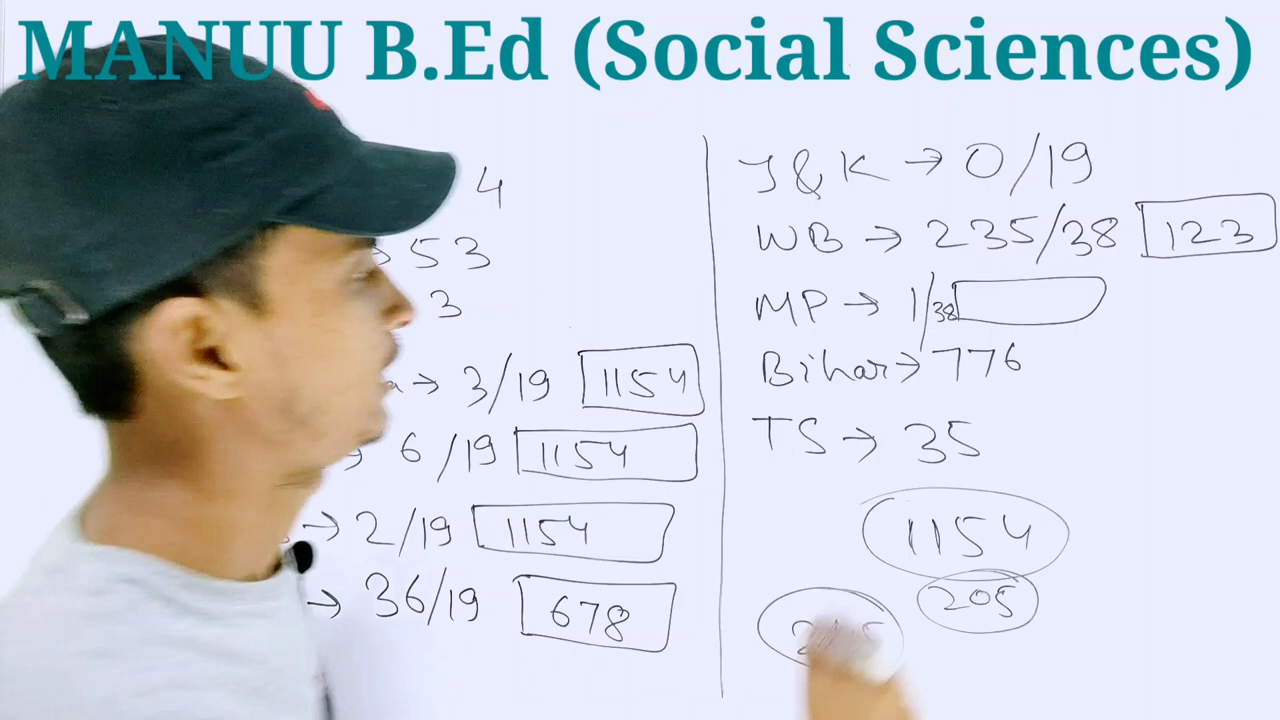 MANUU B.Ed (Social Sciences)
4
→ 53
3
a → 3/19 1154
→ 6/19 1154
→ 2/19 1154
→ 36/19 678
J&K → 0/19
WB → 235/38 123
MP → 1/38
Bihar → 776
TS → 35
1154
205